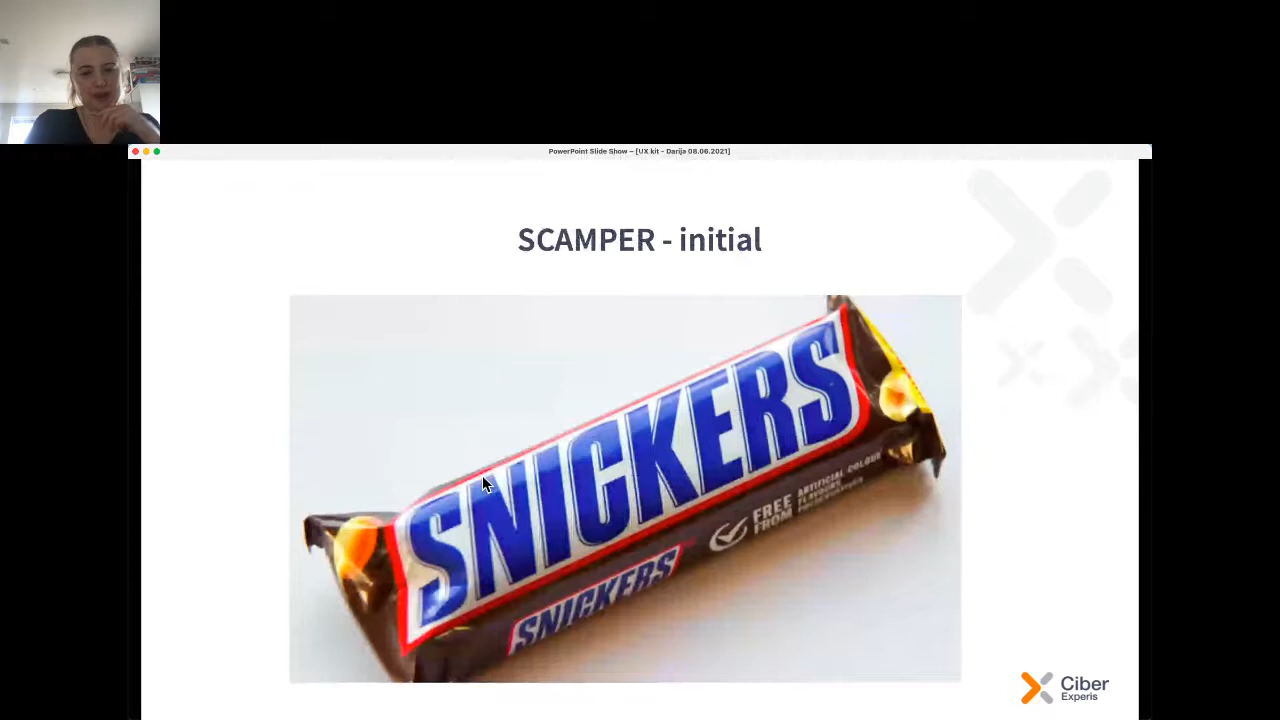 PowerPoint Slide Show – [UX kit - Darija 08.06.2021]
SCAMPER - initial
SNICKERS
FREE FROM
ARTIFICIAL COLOURS
FLAVOURS
SNICKERS
Ciber
Experis